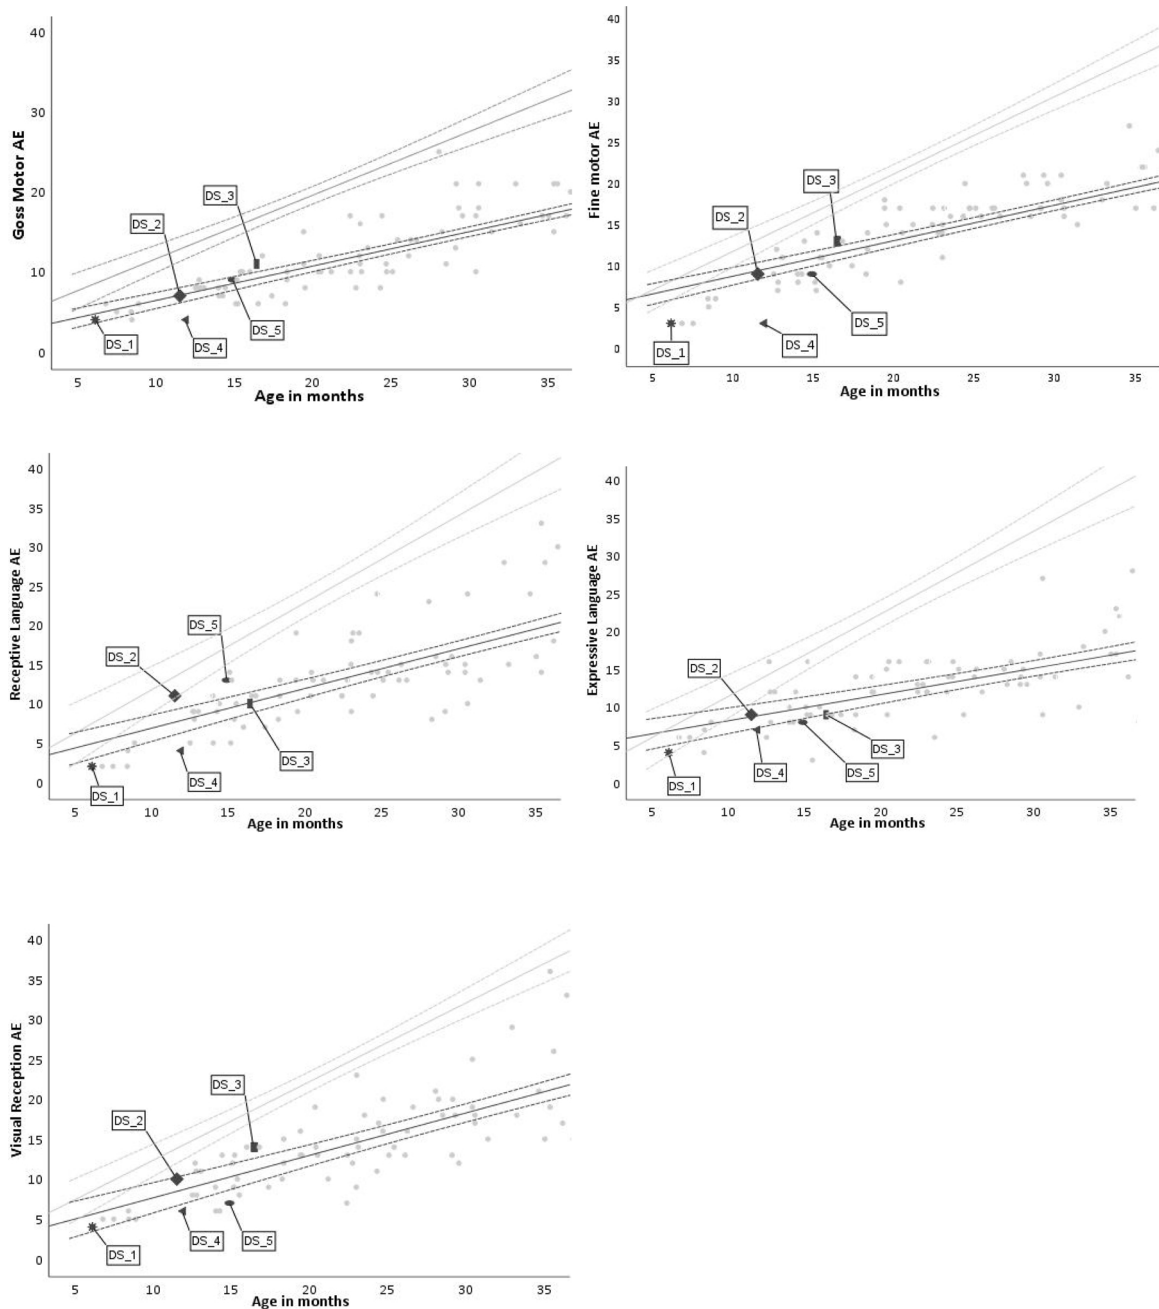 Goss Motor AE
40
30
20
10
0
DS_3
DS_2
DS_1
DS_4
DS_5
5 10 15 20 25 30 35
Age in months
Fine motor AE
40
35
30
25
20
15
10
5
0
DS_3
DS_2
DS_5
DS_4
DS_1
5 10 15 20 25 30 35
Age in months
Receptive Language AE
40
35
30
25
20
15
10
5
0
DS_5
DS_2
DS_3
DS_4
DS_1
5 10 15 20 25 30 35
Age in months
Expressive Language AE
40
35
30
25
20
15
10
5
0
DS_2
DS_3
DS_4
DS_5
DS_1
5 10 15 20 25 30 35
Age in months
Visual Reception AE
40
35
30
25
20
15
10
5
0
DS_3
DS_2
DS_1
DS_4
DS_5
5 10 15 20 25 30 35
Age in months